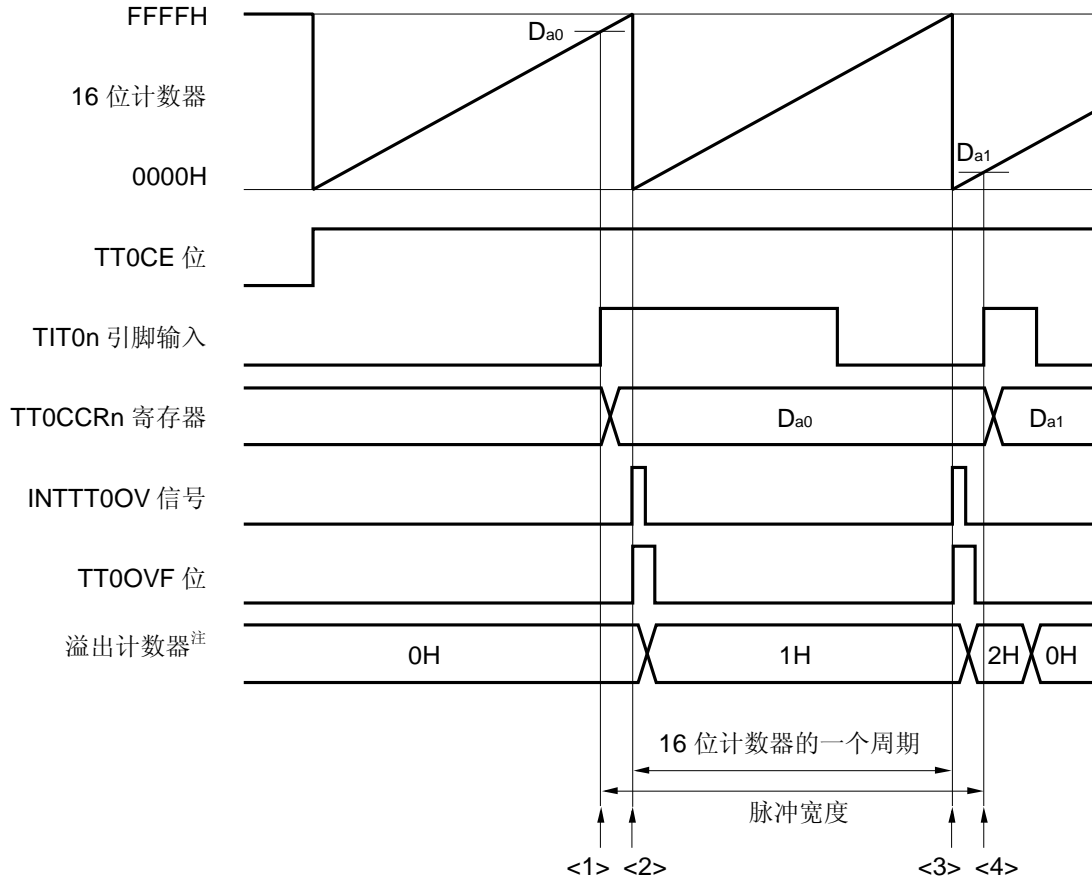 FFFFH
Da0
16 位计数器
Da1
0000H
TT0CE 位
TIT0n 引脚输入
TT0CCRn 寄存器
Da0
Da1
INTTT0OV 信号
TT0OVF 位
溢出计数器注
0H
1H
2H
0H
16 位计数器的一个周期
脉冲宽度
<1> <2> <3> <4>